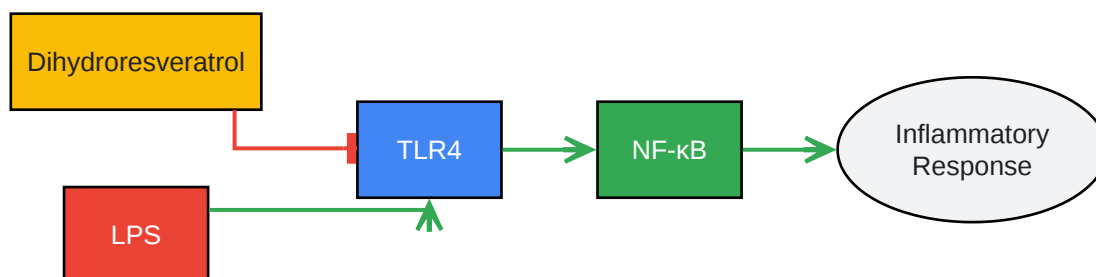 Dihydroresveratrol
TLR4
NF-κB
Inflammatory
Response
LPS